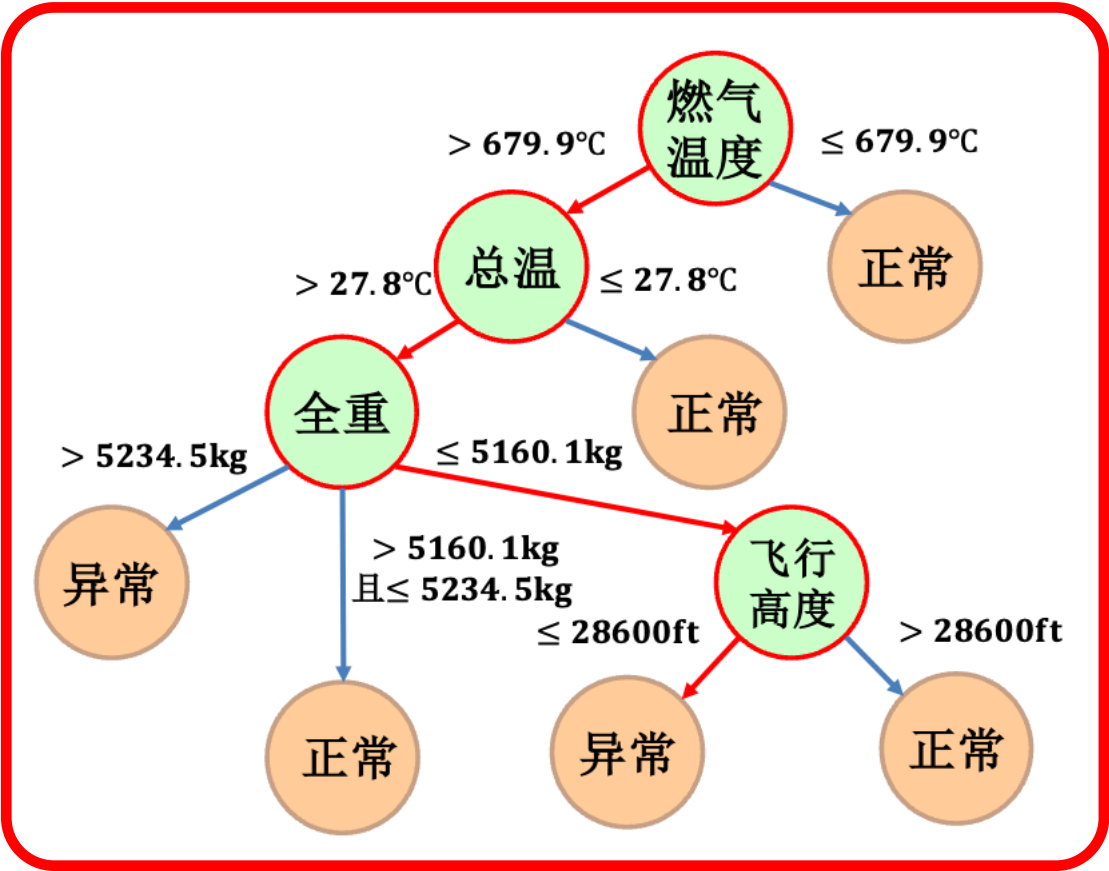 燃气
温度
> 679.9℃
≤ 679.9℃
总温
正常
> 27.8℃
≤ 27.8℃
全重
正常
> 5234.5kg
≤ 5160.1kg
异常
> 5160.1kg
且≤ 5234.5kg
飞行
高度
≤ 28600ft
> 28600ft
正常
异常
正常